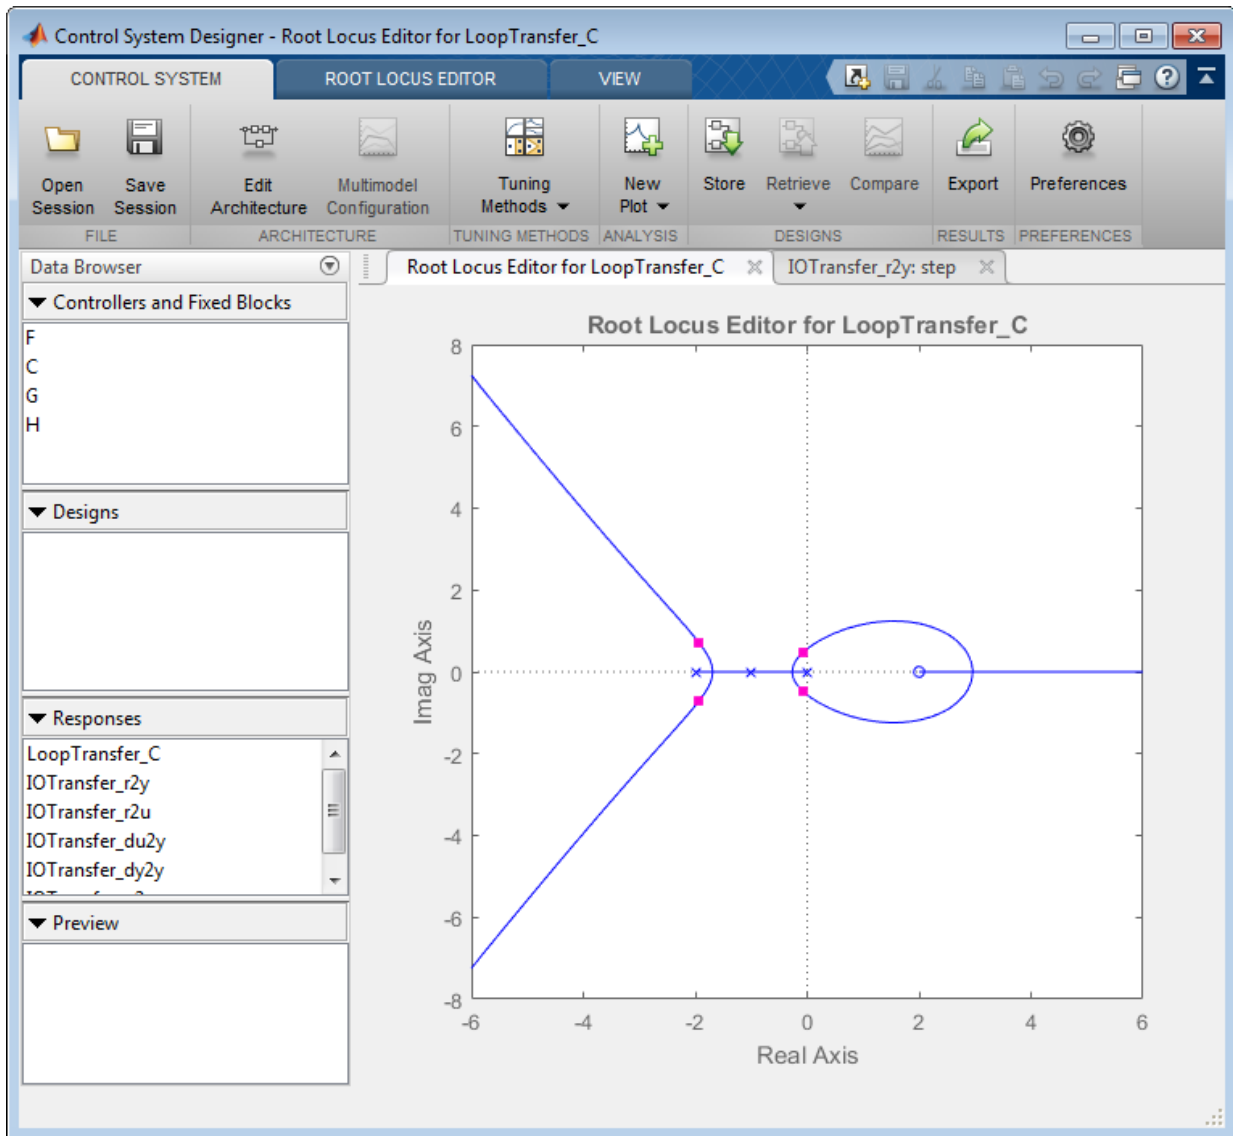 Control System Designer - Root Locus Editor for LoopTransfer_C
CONTROL SYSTEM
ROOT LOCUS EDITOR
VIEW
Open Session
Save Session
Edit Architecture
Multimodel Configuration
Tuning Methods
New Plot
Store
Retrieve
Compare
Export
Preferences
FILE
ARCHITECTURE
TUNING METHODS
ANALYSIS
DESIGNS
RESULTS
PREFERENCES
Data Browser
Root Locus Editor for LoopTransfer_C
IOTransfer_r2y: step
Controllers and Fixed Blocks
F
C
G
H
Designs
Responses
LoopTransfer_C
IOTransfer_r2y
IOTransfer_r2u
IOTransfer_du2y
IOTransfer_dy2y
Preview
Root Locus Editor for LoopTransfer_C
8
6
4
2
0
-2
-4
-6
-8
Imag Axis
-6
-4
-2
0
2
4
6
Real Axis